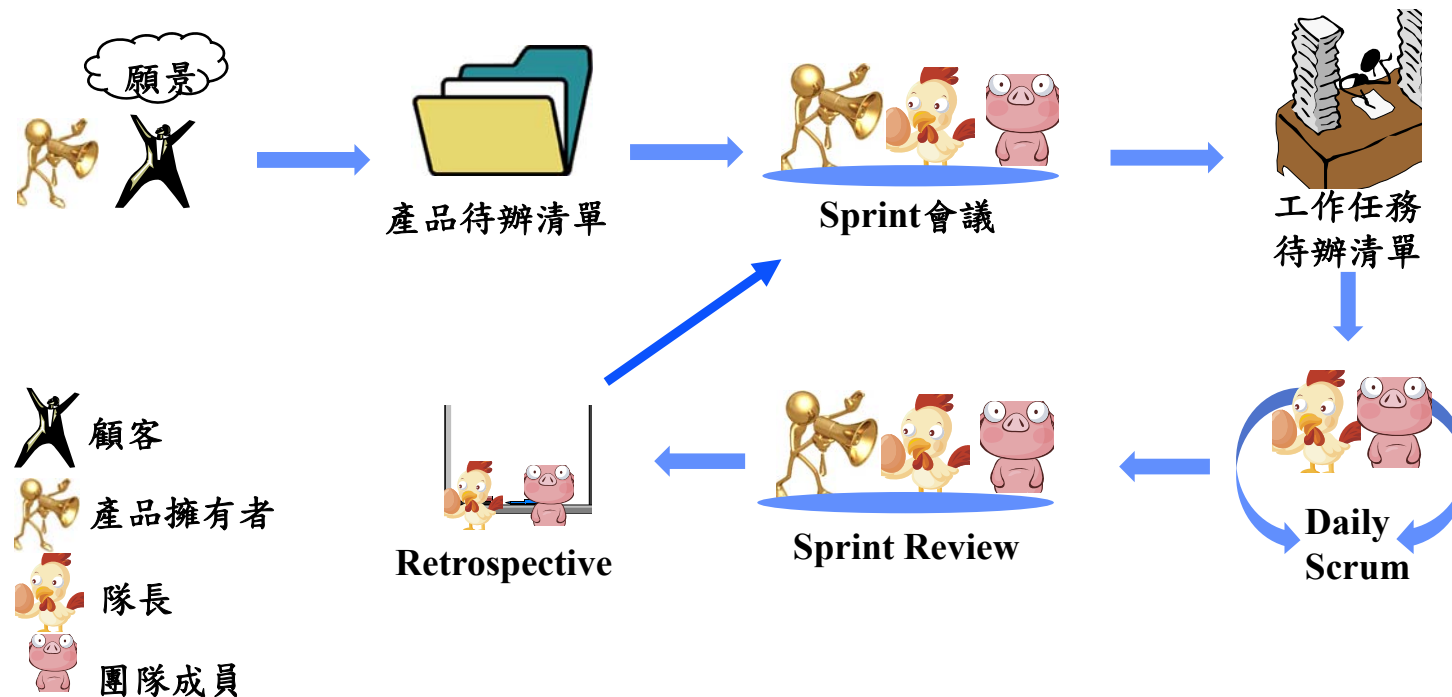 願景
產品待辦清單
Sprint會議
工作任務
待辦清單
顧客
產品擁有者
隊長
團隊成員
Retrospective
Sprint Review
Daily
Scrum